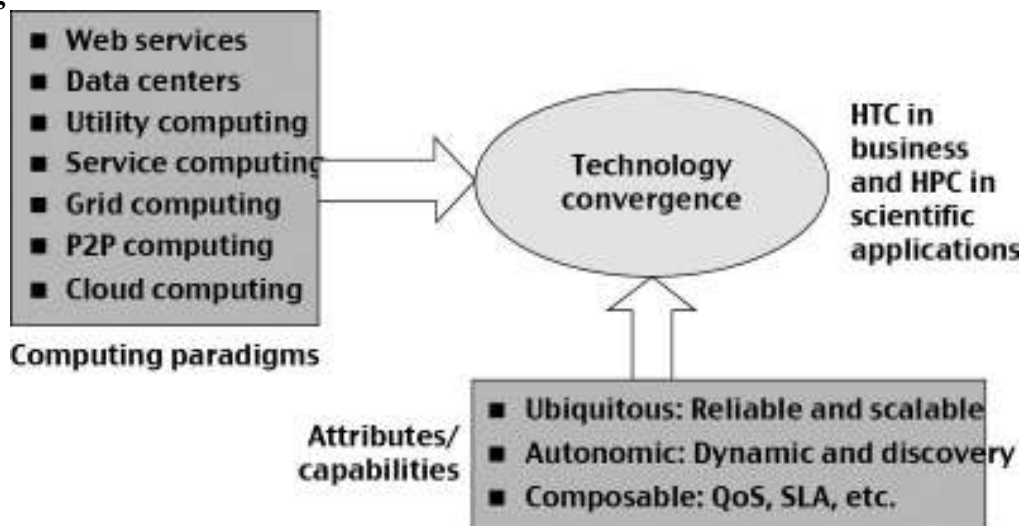 s
■ Web services
■ Data centers
■ Utility computing
■ Service computing
■ Grid computing
■ P2P computing
■ Cloud computing
Computing paradigms
Technology
convergence
HTC in
business
and HPC in
scientific
applications
Attributes/
capabilities
■ Ubiquitous: Reliable and scalable
■ Autonomic: Dynamic and discovery
■ Composable: QoS, SLA, etc.